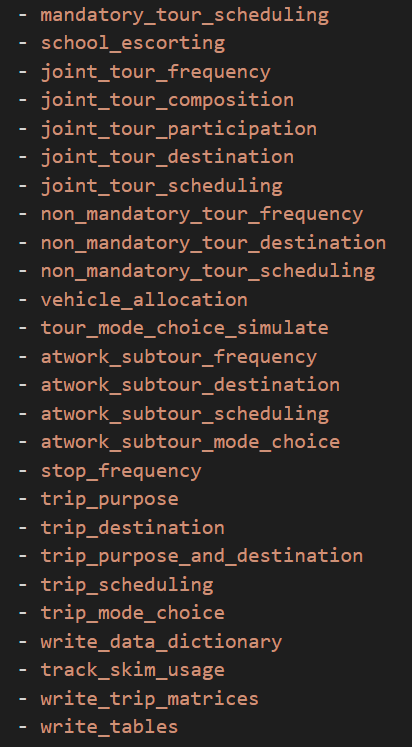 - mandatory_tour_scheduling
- school_escorting
- joint_tour_frequency
- joint_tour_composition
- joint_tour_participation
- joint_tour_destination
- joint_tour_scheduling
- non_mandatory_tour_frequency
- non_mandatory_tour_destination
- non_mandatory_tour_scheduling
- vehicle_allocation
- tour_mode_choice_simulate
- atwork_subtour_frequency
- atwork_subtour_destination
- atwork_subtour_scheduling
- atwork_subtour_mode_choice
- stop_frequency
- trip_purpose
- trip_destination
- trip_purpose_and_destination
- trip_scheduling
- trip_mode_choice
- write_data_dictionary
- track_skim_usage
- write_trip_matrices
- write_tables